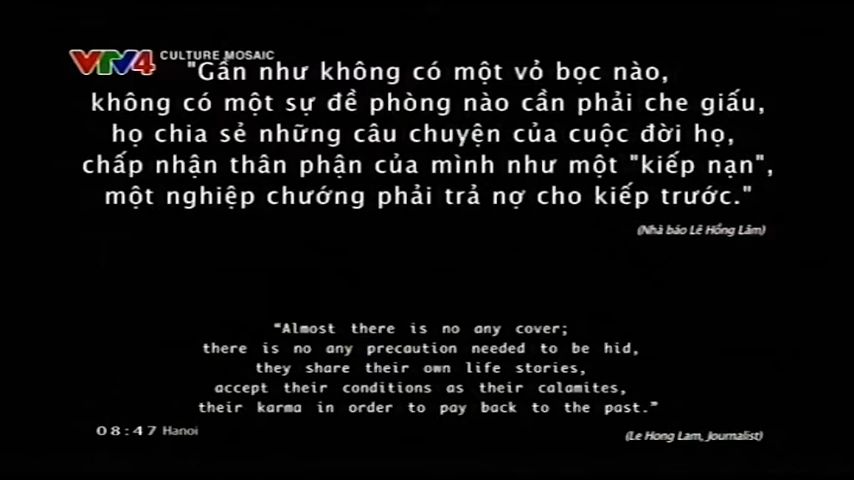 VTV4 CULTURE MOSAIC
"Gần như không có một vỏ bọc nào,
không có một sự đề phòng nào cần phải che giấu,
họ chia sẻ những câu chuyện của cuộc đời họ,
chấp nhận thân phận của mình như một "kiếp nạn",
một nghiệp chướng phải trả nợ cho kiếp trước."
(Nhà báo Lê Hồng Lâm)
"Almost there is no any cover;
there is no any precaution needed to be hid,
they share their own life stories,
accept their conditions as their calamites,
their karma in order to pay back to the past."
(Le Hong Lam, Journalist)
08:47 Hanoi